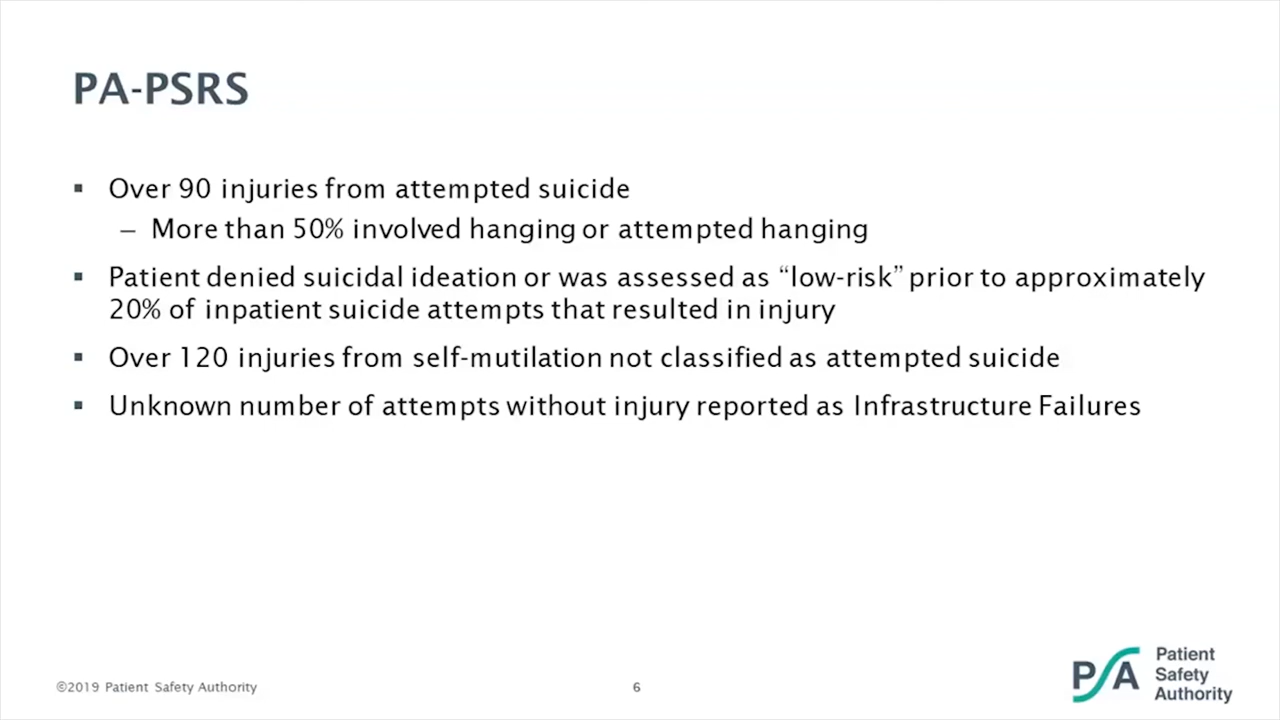 PA-PSRS
▪ Over 90 injuries from attempted suicide
– More than 50% involved hanging or attempted hanging
▪ Patient denied suicidal ideation or was assessed as “low-risk” prior to approximately
20% of inpatient suicide attempts that resulted in injury
▪ Over 120 injuries from self-mutilation not classified as attempted suicide
▪ Unknown number of attempts without injury reported as Infrastructure Failures
©2019 Patient Safety Authority
6
PSA
Patient
Safety
Authority